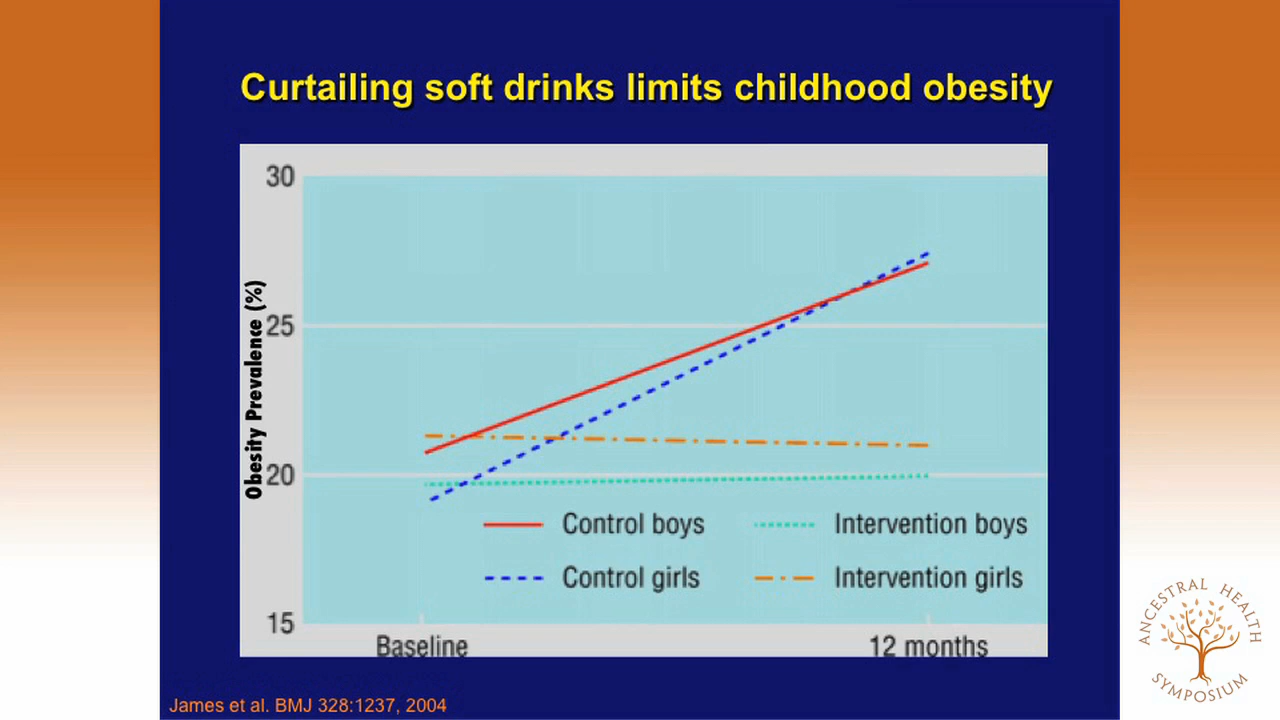 Curtailing soft drinks limits childhood obesity
30
25
20
15
Obesity Prevalence (%)
Control boys
Intervention boys
Control girls
Intervention girls
Baseline
12 months
James et al. BMJ 328:1237, 2004
ANCESTRAL HEALTH
SYMPOSIUM